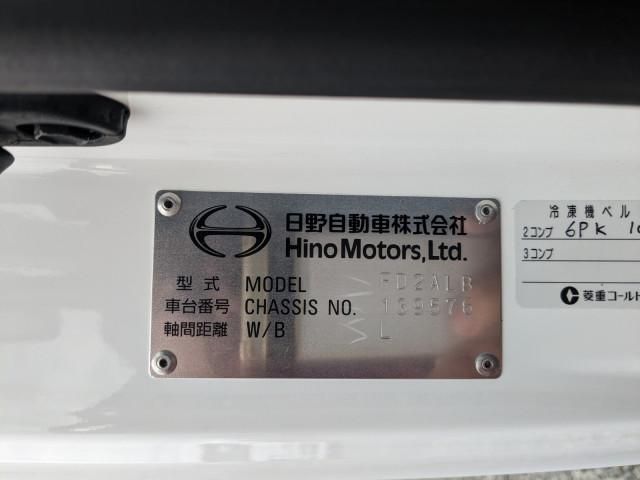 日野自動車株式会社
Hino Motors, Ltd.
型式 MODEL FD2ALB
車台番号 CHASSIS NO. 139576
軸間距離 W/B L
冷凍機ベル
2コンプ 6PK 10
3コンプ
菱重コールト